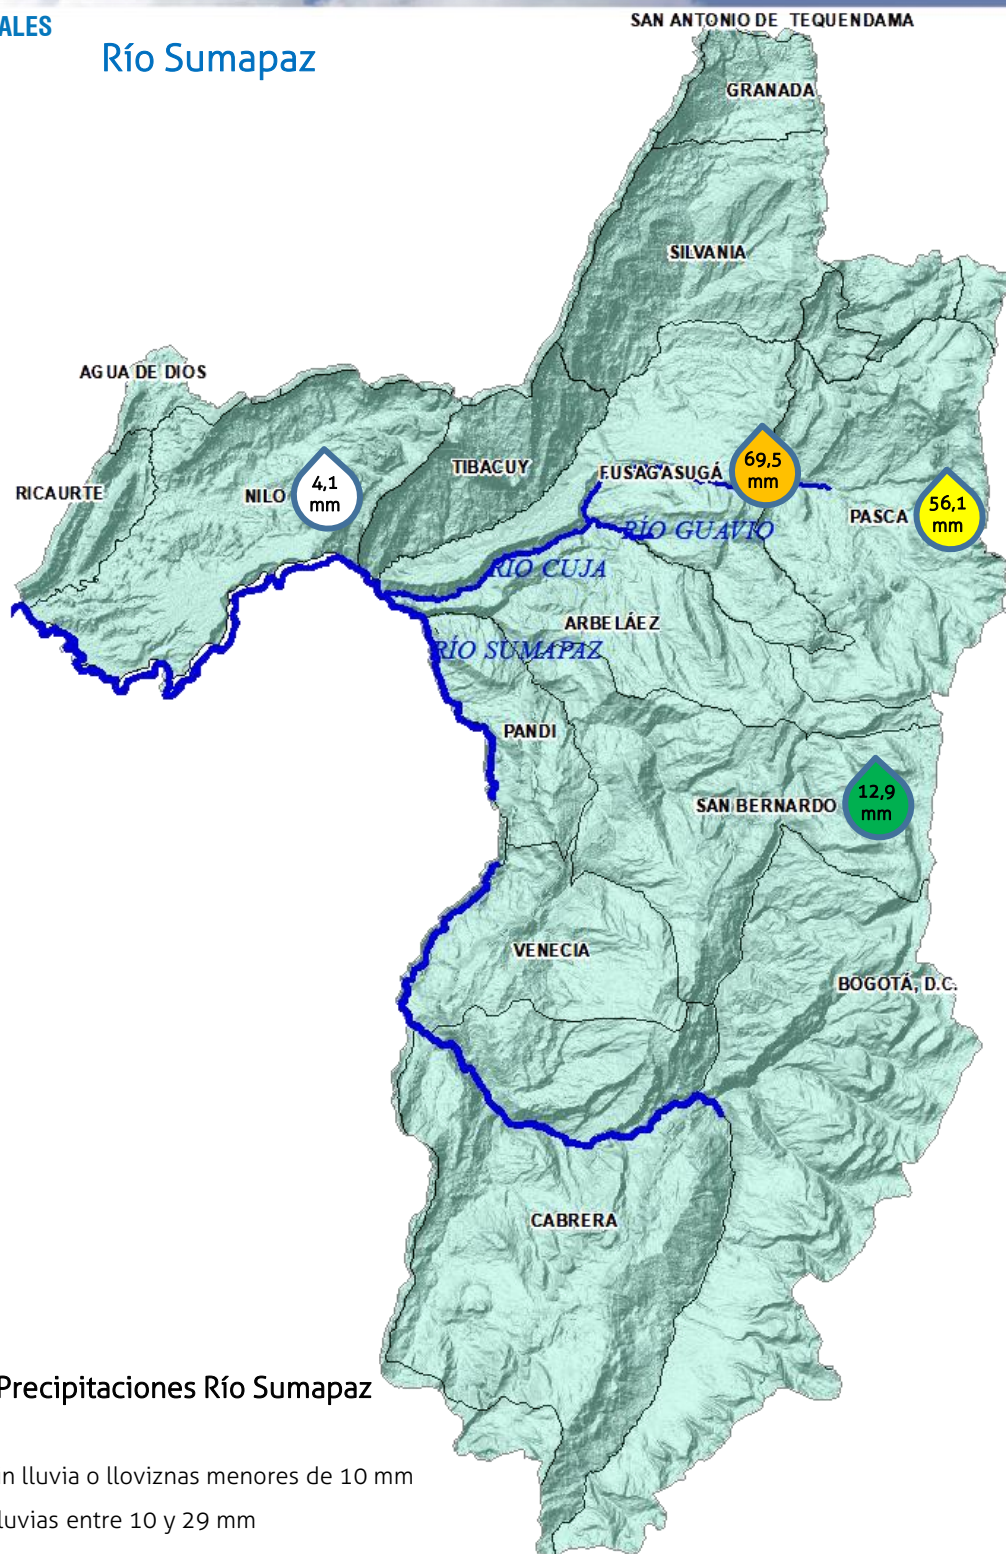 ALES
Río Sumapaz
SAN ANTONIO DE TEQUENDAMA
GRANADA
SILVANIA
AGUA DE DIOS
RICAURTE
NILO
4,1
mm
TIBACUY
FUSAGASUGÁ
69,5
mm
PASCA
56,1
mm
RÍO GUAVIO
RÍO CUJA
ARBELÁEZ
RÍO SUMAPAZ
PANDI
SAN BERNARDO
12,9
mm
VENECIA
BOGOTÁ, D.C.
CABRERA
Precipitaciones Río Sumapaz
an lluvia o lloviznas menores de 10 mm
luvias entre 10 y 29 mm